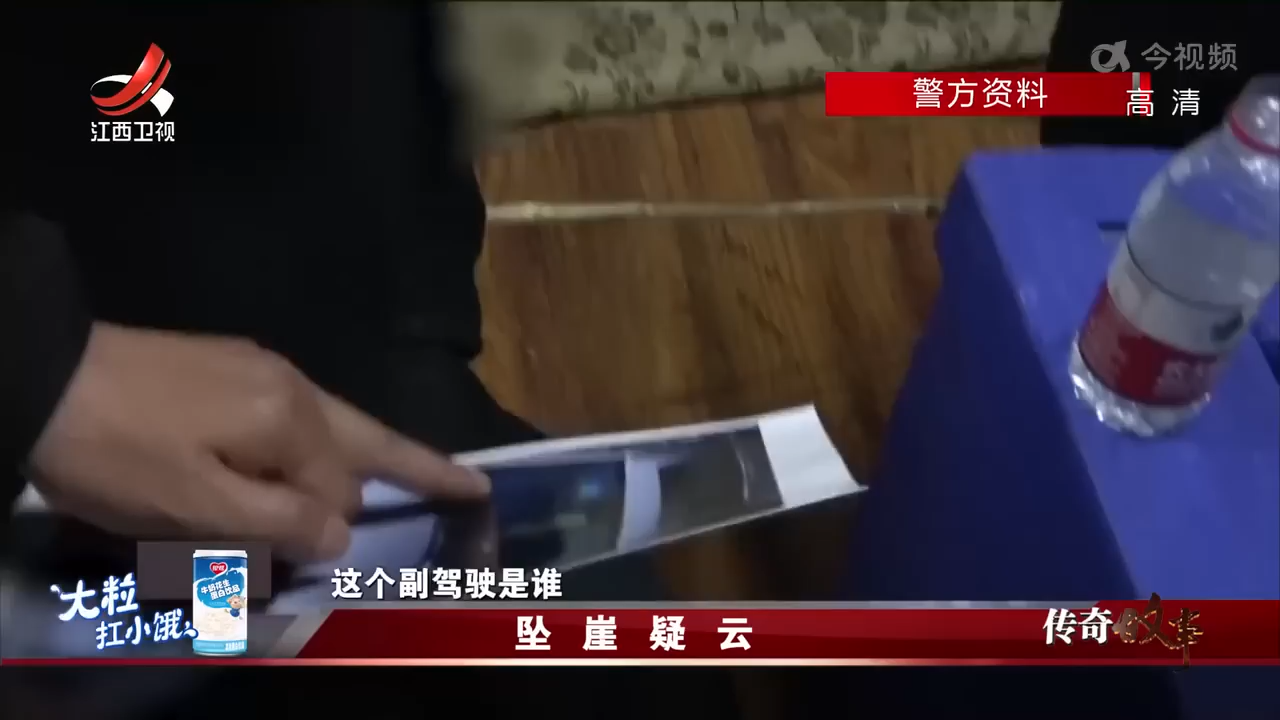 江西卫视
今视频
警方资料
高清
大粒
扛小饿
牛奶花生
蛋白饮品
这个副驾驶是谁
坠崖疑云
传奇故事